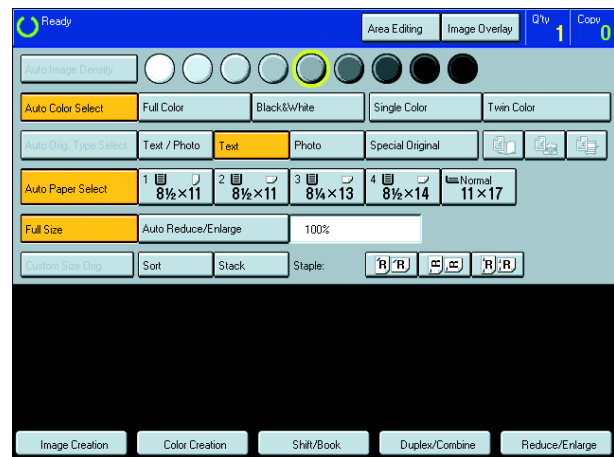 Ready
Area Editing
Image Overlay
Q'ty
1
Copy
0
Auto Image Density
Auto Color Select
Full Color
Black&White
Single Color
Twin Color
Auto Orig. Type Select
Text / Photo
Text
Photo
Special Original
Auto Paper Select
1
8½×11
2
8½×11
3
8¼×13
4
8½×14
Normal
11×17
Full Size
Auto Reduce/Enlarge
100%
Custom Size Orig.
Sort
Stack
Staple:
R R
R R
R R
Image Creation
Color Creation
Shift/Book
Duplex/Combine
Reduce/Enlarge